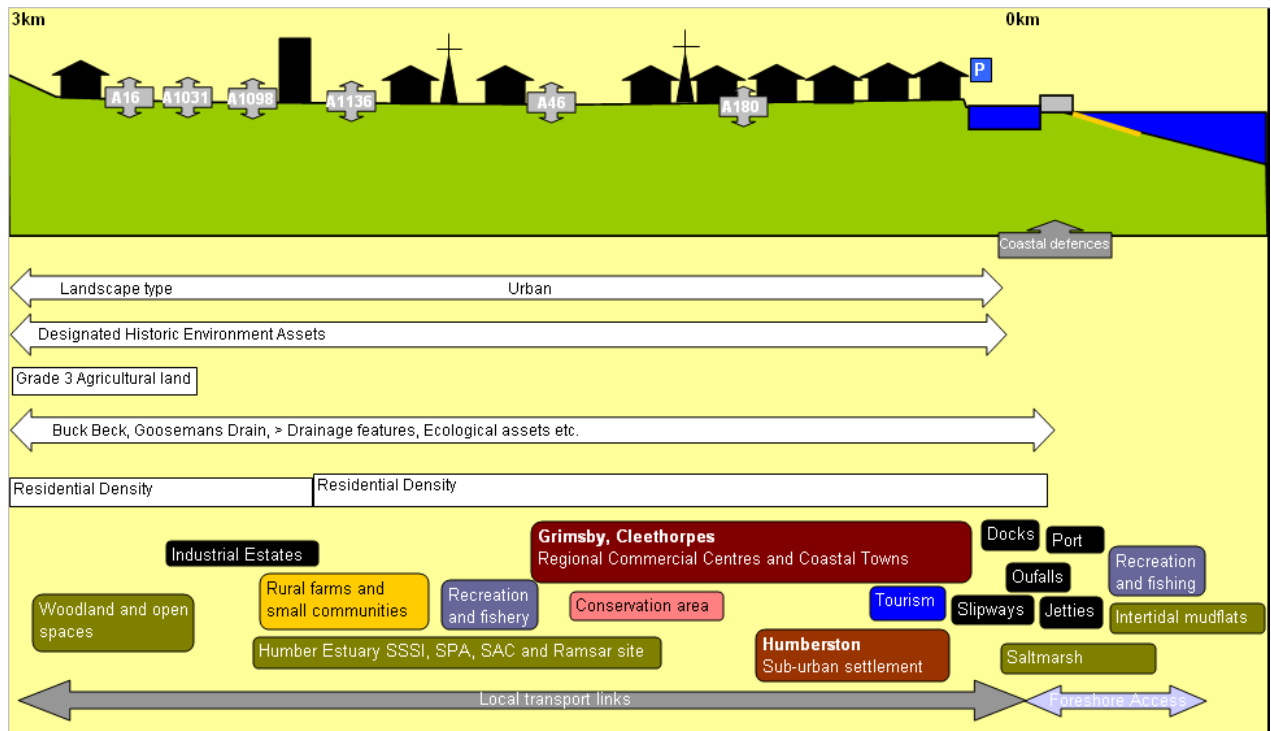 3km
0km
P
A16
A1031
A1098
A1136
A46
A180
Coastal defences
Landscape type
Urban
Designated Historic Environment Assets
Grade 3 Agricultural land
Buck Beck, Goosemans Drain, > Drainage features, Ecological assets etc.
Residential Density
Residential Density
Grimsby, Cleethorpes
Regional Commercial Centres and Coastal Towns
Docks
Port
Industrial Estates
Recreation
and fishing
Oufalls
Rural farms and
small communities
Recreation
and fishery
Conservation area
Tourism
Slipways
Jetties
Intertidal mudflats
Woodland and open
spaces
Humber Estuary SSSI, SPA, SAC and Ramsar site
Humberston
Sub-urban settlement
Saltmarsh
Local transport links
Foreshore Access